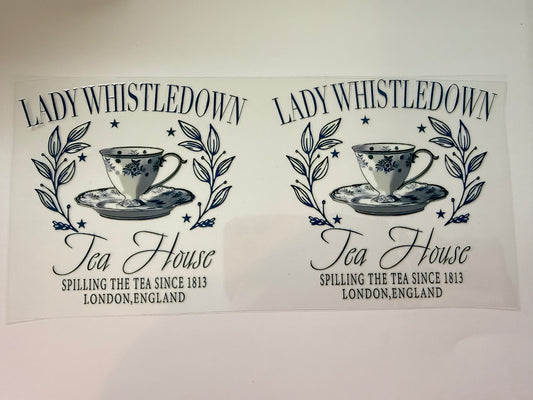 LADY WHISTLEDOWN
Tea House
SPILLING THE TEA SINCE 1813
LONDON,ENGLAND
LADY WHISTLEDOWN
Tea House
SPILLING THE TEA SINCE 1813
LONDON,ENGLAND